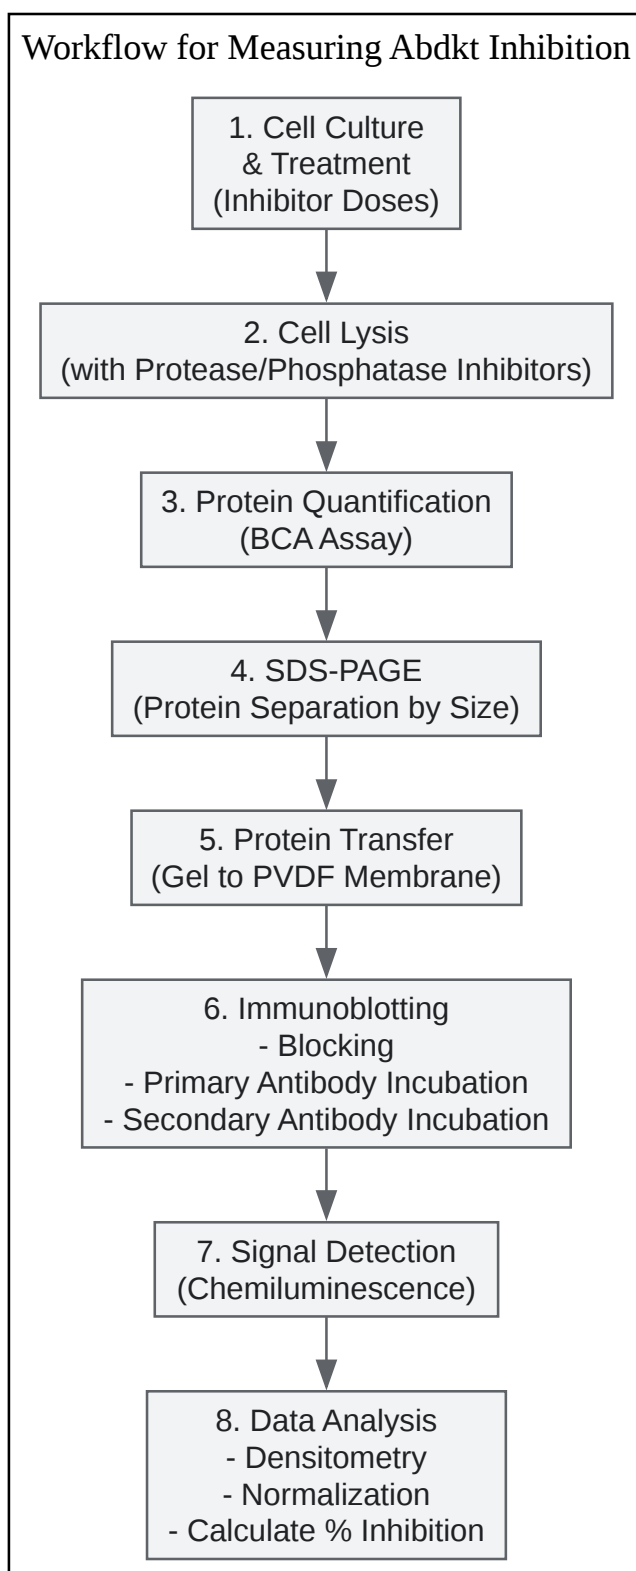 Workflow for Measuring Abdkt Inhibition
1. Cell Culture
& Treatment
(Inhibitor Doses)
2. Cell Lysis
(with Protease/Phosphatase Inhibitors)
3. Protein Quantification
(BCA Assay)
4. SDS-PAGE
(Protein Separation by Size)
5. Protein Transfer
(Gel to PVDF Membrane)
6. Immunoblotting
- Blocking
- Primary Antibody Incubation
- Secondary Antibody Incubation
7. Signal Detection
(Chemiluminescence)
8. Data Analysis
- Densitometry
- Normalization
- Calculate % Inhibition